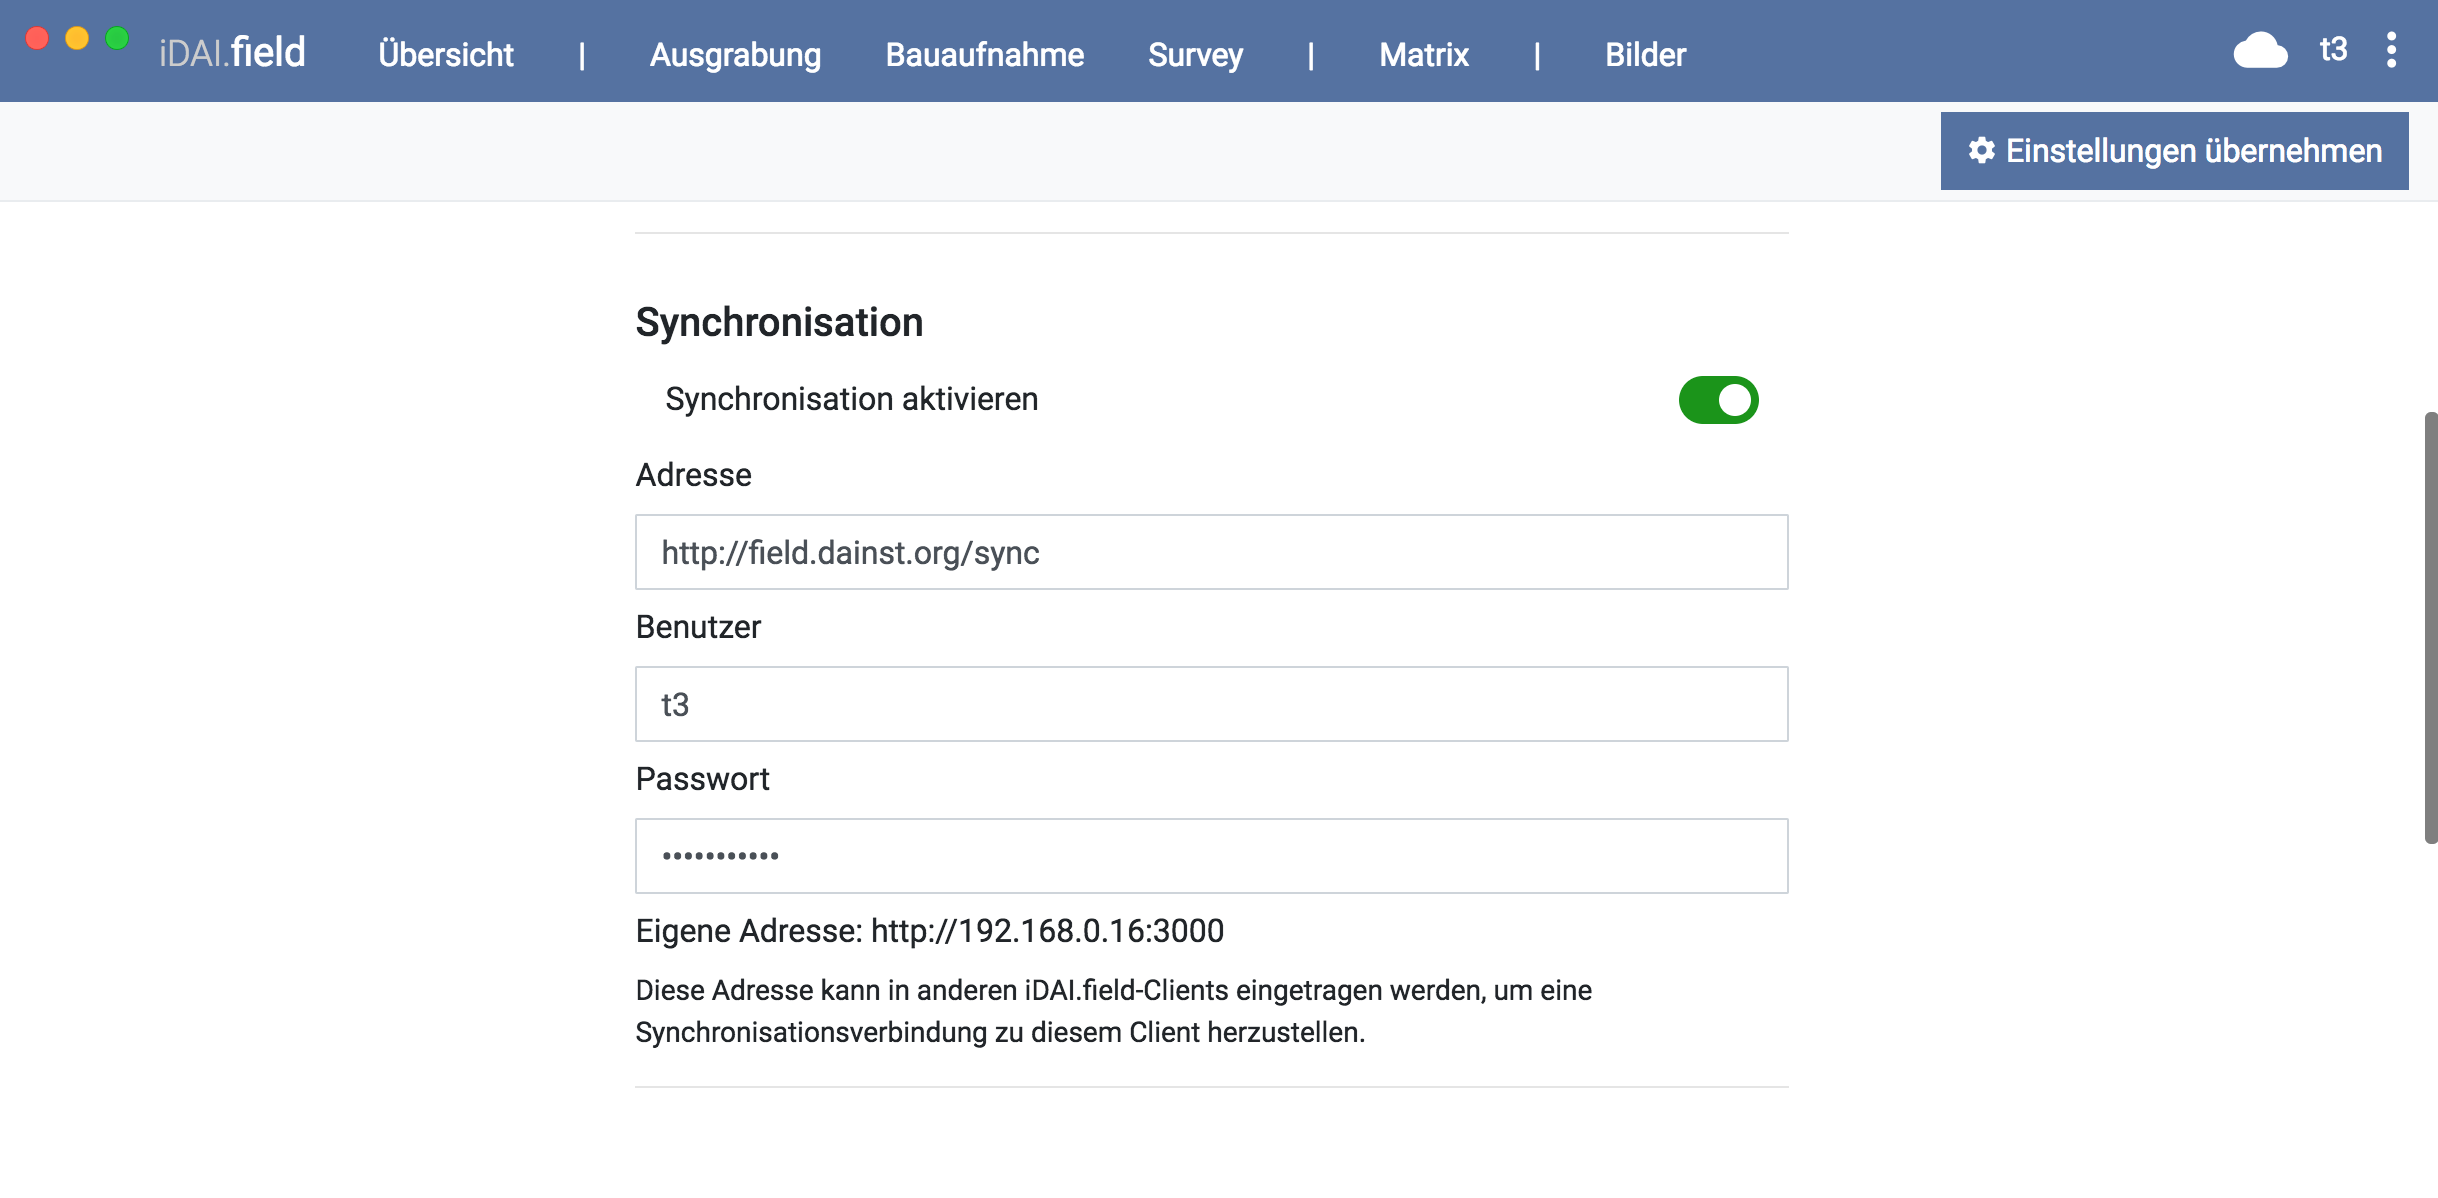 iDAI.field Übersicht | Ausgrabung Bauaufnahme Survey | Matrix | Bilder t3
Einstellungen übernehmen
Synchronisation
Synchronisation aktivieren
Adresse
http://field.dainst.org/sync
Benutzer
t3
Passwort
•••••••••••
Eigene Adresse: http://192.168.0.16:3000
Diese Adresse kann in anderen iDAI.field-Clients eingetragen werden, um eine
Synchronisationsverbindung zu diesem Client herzustellen.